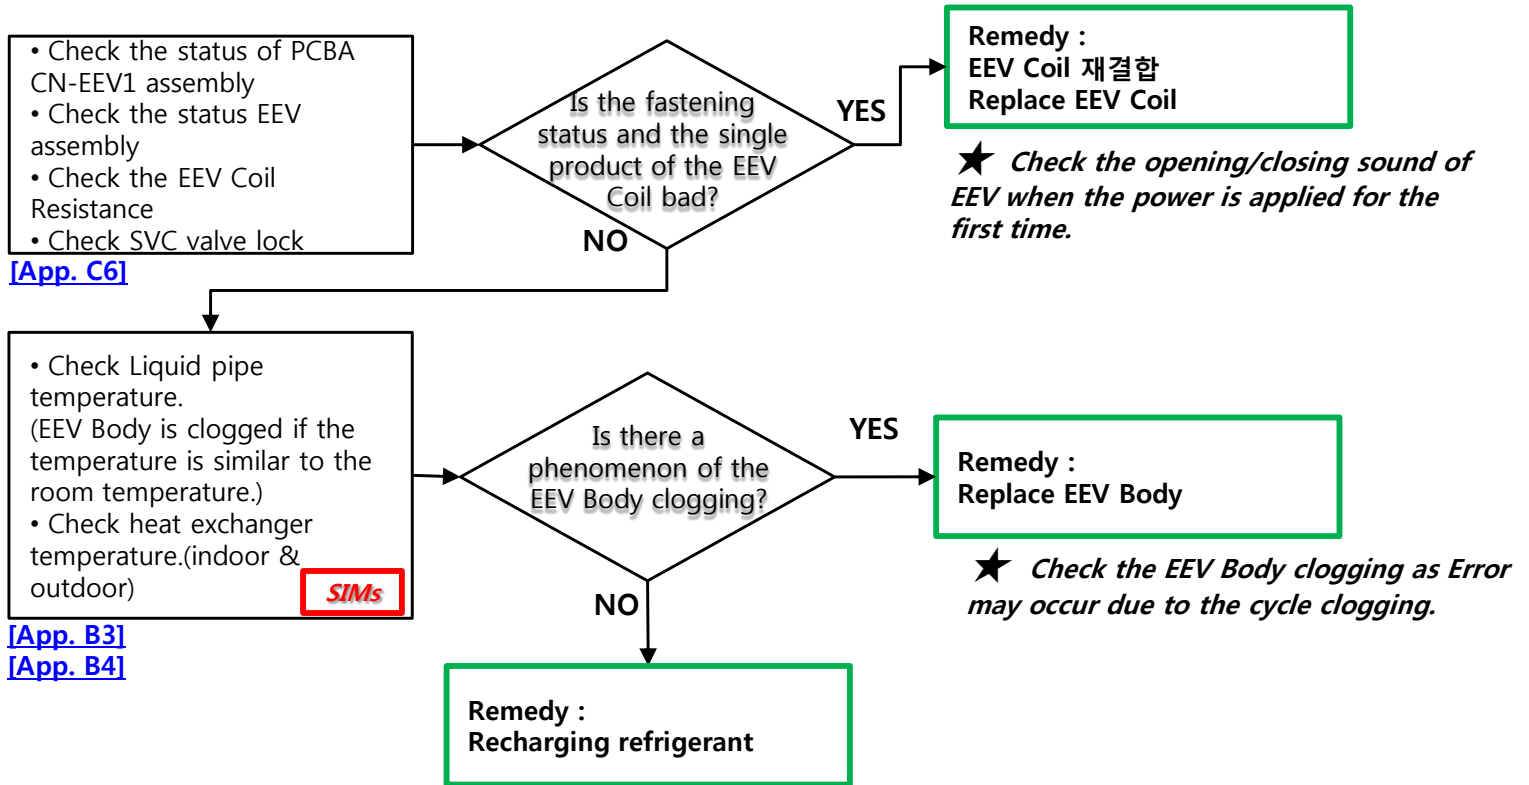 • Check the status of PCBA
CN-EEV1 assembly
• Check the status EEV
assembly
• Check the EEV Coil
Resistance
• Check SVC valve lock
[App. C6]
Is the fastening
status and the single
product of the EEV
Coil bad?
YES
NO
Remedy :
EEV Coil 재결합
Replace EEV Coil
★ Check the opening/closing sound of
EEV when the power is applied for the
first time.
• Check Liquid pipe
temperature.
(EEV Body is clogged if the
temperature is similar to the
room temperature.)
• Check heat exchanger
temperature.(indoor &
outdoor)
SIMs
[App. B3]
[App. B4]
Is there a
phenomenon of the
EEV Body clogging?
YES
NO
Remedy :
Replace EEV Body
★ Check the EEV Body clogging as Error
may occur due to the cycle clogging.
Remedy :
Recharging refrigerant